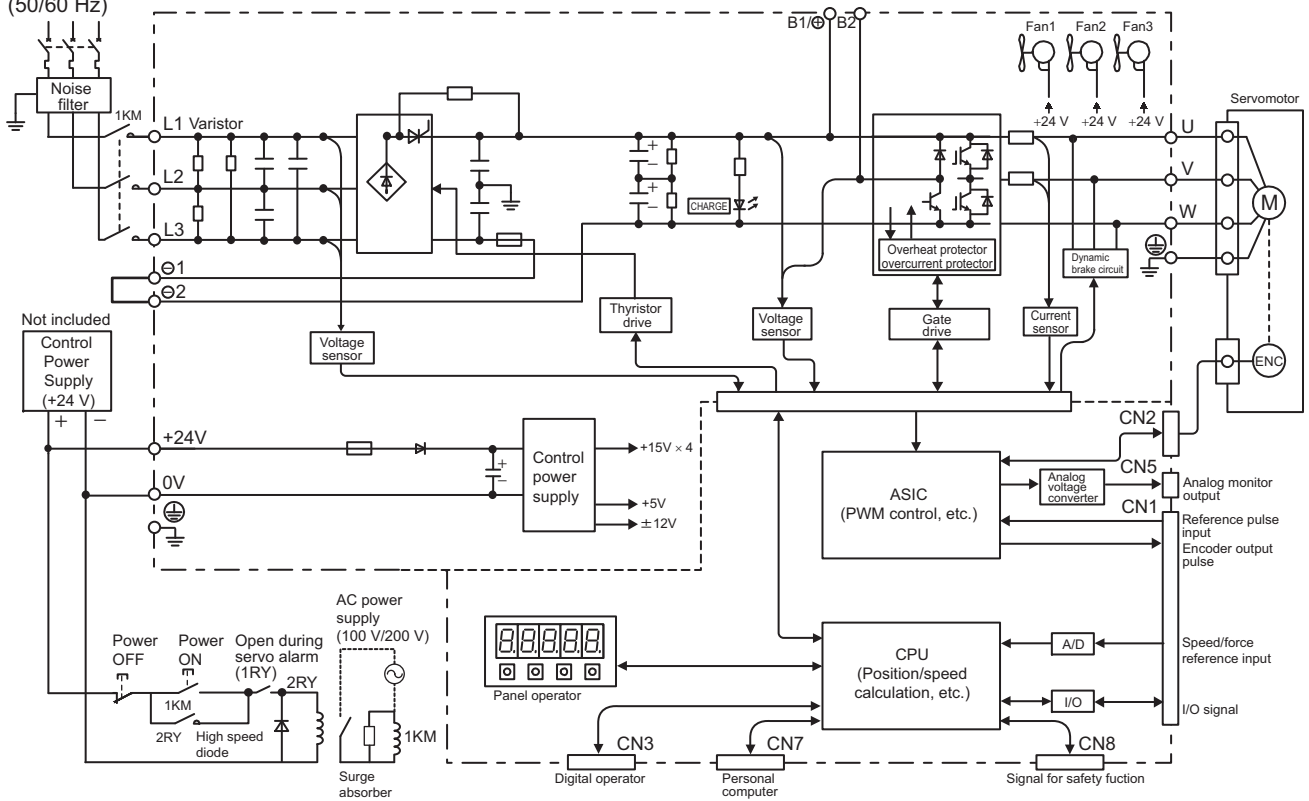 (50/60 Hz)
Noise
filter
1KM
L1 Varistor
L2
L3
⊖1
⊖2
B1/⊕ B2
Fan1
Fan2
Fan3
+24 V
+24 V
+24 V
Servomotor
U
V
W
M
ENC
CHARGE
Overheat protector
overcurrent protector
Dynamic
brake circuit
Thyristor
drive
Voltage
sensor
Voltage
sensor
Gate
drive
Current
sensor
Not included
Control
Power
Supply
(+24 V)
+ −
+24V
0V
+
−
+
−
+
−
Control
power
supply
+15V × 4
+5V
±12V
ASIC
(PWM control, etc.)
Analog
voltage
converter
CN2
CN5
Analog monitor
output
CN1
Reference pulse
input
Encoder output
pulse
CPU
(Position/speed
calculation, etc.)
A/D
Speed/force
reference input
I/O
I/O signal
8.8.8.8.8.
Panel operator
CN3
Digital operator
CN7
Personal
computer
CN8
Signal for safety fuction
Power
OFF
Power
ON
Open during
servo alarm
(1RY)
1KM
2RY
2RY
High speed
diode
AC power
supply
(100 V/200 V)
1KM
Surge
absorber